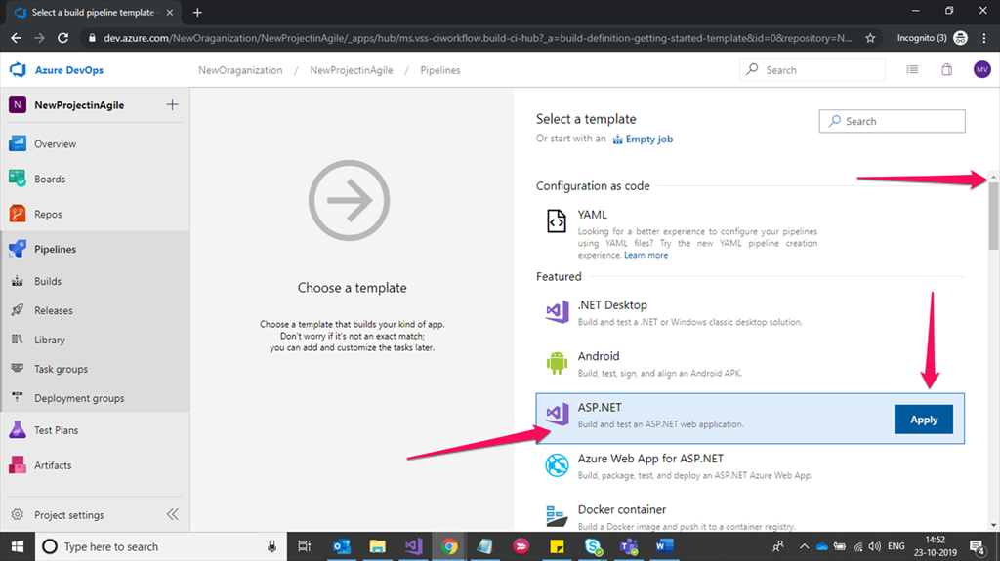 Select a build pipeline template -
dev.azure.com/NewOraganization/NewProjectinAgile/_apps/hub/ms.vss-ciworkflow.build-ci-hub?_a=build-definition-getting-started-template&id=0&repository=N...
Incognito (3)
Azure DevOps
NewOraganization / NewProjectinAgile / Pipelines
Search
MV
N NewProjectinAgile
Overview
Boards
Repos
Pipelines
Builds
Releases
Library
Task groups
Deployment groups
Test Plans
Artifacts
Project settings
Choose a template
Choose a template that builds your kind of app.
Don't worry if it's not an exact match;
you can add and customize the tasks later.
Select a template
Or start with an Empty job
Search
Configuration as code
YAML
Looking for a better experience to configure your pipelines
using YAML files? Try the new YAML pipeline creation
experience. Learn more
Featured
.NET Desktop
Build and test a .NET or Windows classic desktop solution.
Android
Build, test, sign, and align an Android APK.
ASP.NET
Build and test an ASP.NET web application.
Apply
Azure Web App for ASP.NET
Build, package, test, and deploy an ASP.NET Azure Web App.
Docker container
Build a Docker image and push it to a container registry.
Type here to search
ENG
14:52
23-10-2019
4